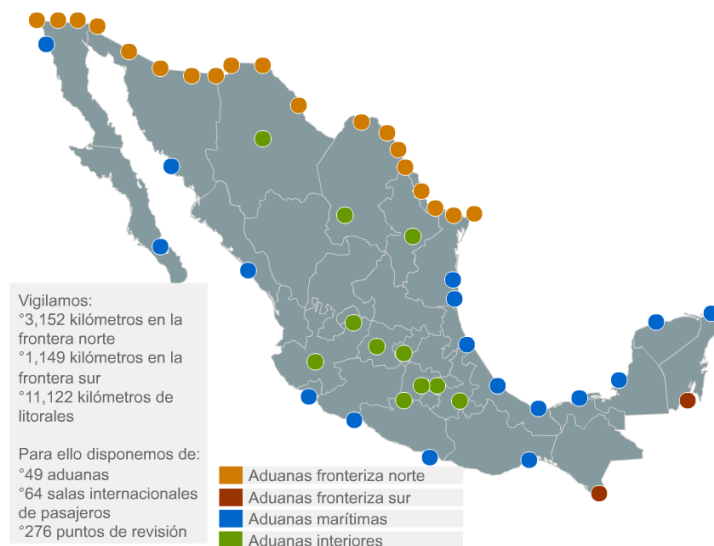 Vigilamos:
°3,152 kilómetros en la
frontera norte
°1,149 kilómetros en la
frontera sur
°11,122 kilómetros de
litorales
Para ello disponemos de:
°49 aduanas
°64 salas internacionales
de pasajeros
°276 puntos de revisión
Aduanas fronteriza norte
Aduanas fronteriza sur
Aduanas marítimas
Aduanas interiores